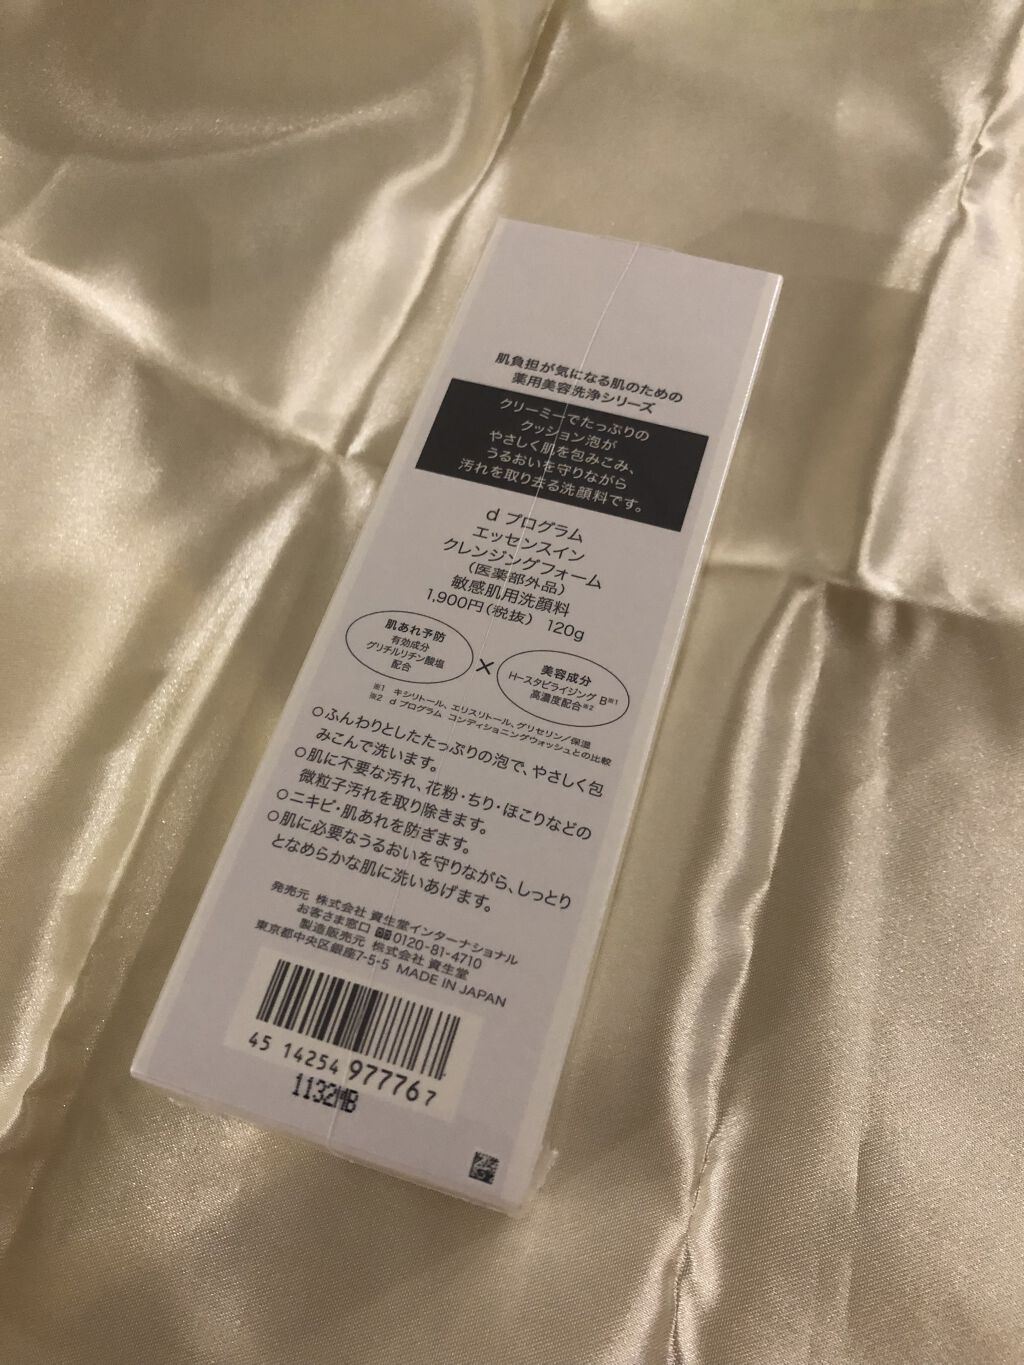 肌負担が気になる肌のための
薬用美容洗浄シリーズ
クリーミーでたっぷりの
クッション泡が
やさしく肌を包みこみ、
うるおいを守りながら
汚れを取り去る洗顔料です。
d プログラム
エッセンスイン
クレンジングフォーム
(医薬部外品)
敏感肌用洗顔料
1,900円(税抜) 120g
肌あれ予防
有効成分
グリチルリチン酸塩
配合
×
美容成分
H-スタビライジング B※1
高濃度配合※2
※1 キシリトール、エリスリトール、グリセリン/保湿
※2 d プログラム コンディショニングウォッシュとの比較
○ふんわりとしたたっぷりの泡で、やさしく包
みこんで洗います。
○肌に不要な汚れ、花粉・ちり・ほこりなどの
微粒子汚れを取り除きます。
○ニキビ・肌あれを防ぎます。
○肌に必要なうるおいを守りながら、しっとり
となめらかな肌に洗いあげます。
発売元 株式会社 資生堂インターナショナル
お客さま窓口 0120-81-4710
製造販売元 株式会社 資生堂
東京都中央区銀座7-5-5 MADE IN JAPAN
45 14254 977767
1132MB